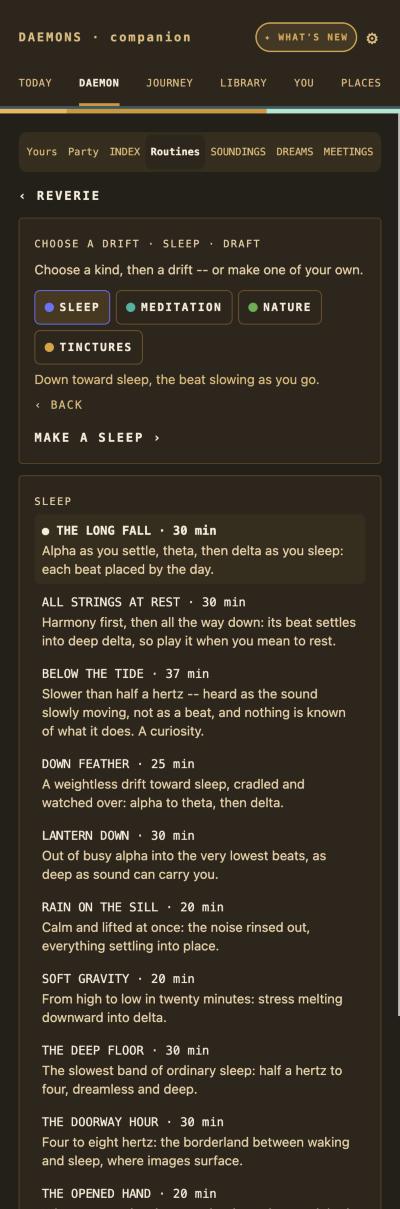 DAEMONS · companion
✦ WHAT'S NEW
TODAY DAEMON JOURNEY LIBRARY YOU PLACES
Yours Party INDEX Routines SOUNDINGS DREAMS MEETINGS
‹ REVERIE
CHOOSE A DRIFT · SLEEP · DRAFT
Choose a kind, then a drift -- or make one of your own.
SLEEP MEDITATION NATURE
TINCTURES
Down toward sleep, the beat slowing as you go.
‹ BACK
MAKE A SLEEP ›
SLEEP
● THE LONG FALL · 30 min
Alpha as you settle, theta, then delta as you sleep:
each beat placed by the day.
ALL STRINGS AT REST · 30 min
Harmony first, then all the way down: its beat settles
into deep delta, so play it when you mean to rest.
BELOW THE TIDE · 37 min
Slower than half a hertz -- heard as the sound
slowly moving, not as a beat, and nothing is known
of what it does. A curiosity.
DOWN FEATHER · 25 min
A weightless drift toward sleep, cradled and
watched over: alpha to theta, then delta.
LANTERN DOWN · 30 min
Out of busy alpha into the very lowest beats, as
deep as sound can carry you.
RAIN ON THE SILL · 20 min
Calm and lifted at once: the noise rinsed out,
everything settling into place.
SOFT GRAVITY · 20 min
From high to low in twenty minutes: stress melting
downward into delta.
THE DEEP FLOOR · 30 min
The slowest band of ordinary sleep: half a hertz to
four, dreamless and deep.
THE DOORWAY HOUR · 30 min
Four to eight hertz: the borderland between waking
and sleep, where images surface.
THE OPENED HAND · 20 min